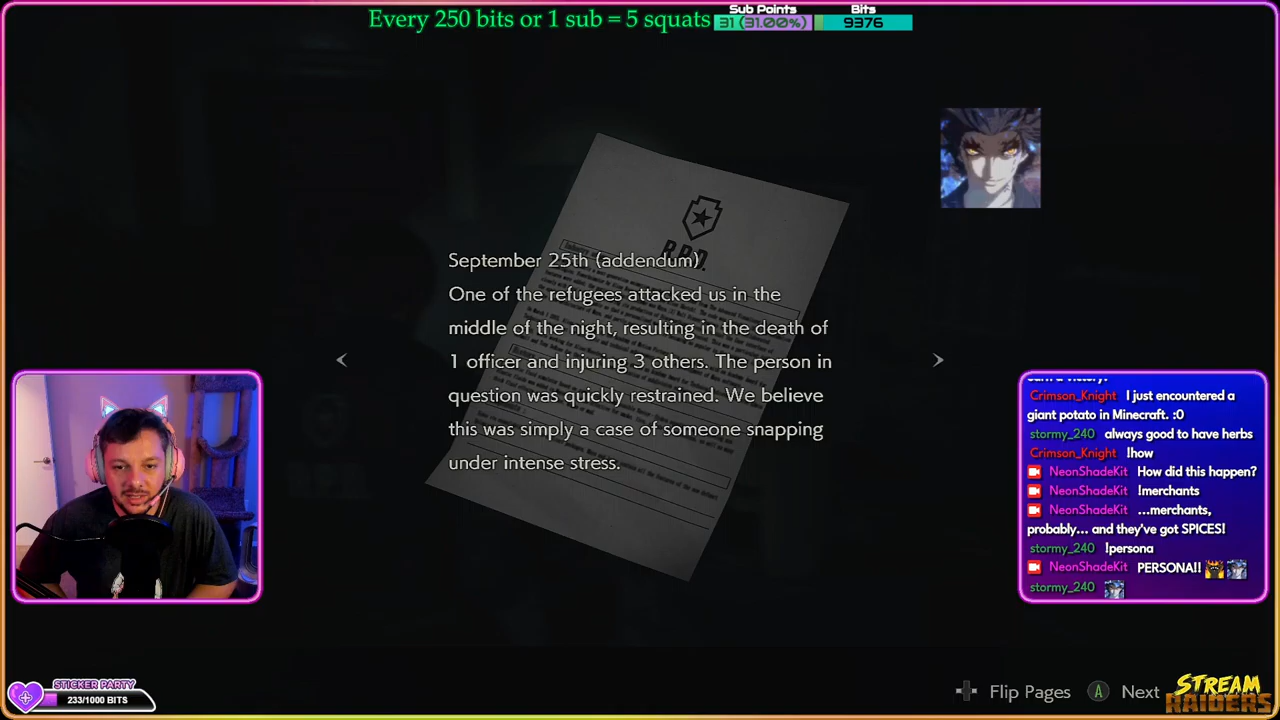 Every 250 bits or 1 sub = 5 squats
Sub Points
31 (31.00%)
Bits
9376
R.P.D.
September 25th (addendum)
One of the refugees attacked us in the
middle of the night, resulting in the death of
1 officer and injuring 3 others. The person in
question was quickly restrained. We believe
this was simply a case of someone snapping
under intense stress.
Crimson_Knight I just encountered a
giant potato in Minecraft. :O
stormy_240 always good to have herbs
Crimson_Knight !how
NeonShadeKit How did this happen?
NeonShadeKit !merchants
NeonShadeKit ...merchants,
probably... and they've got SPICES!
stormy_240 !persona
NeonShadeKit PERSONA!!
stormy_240
STICKER PARTY
233/1000 BITS
Flip Pages
A Next
STREAM
RAIDERS